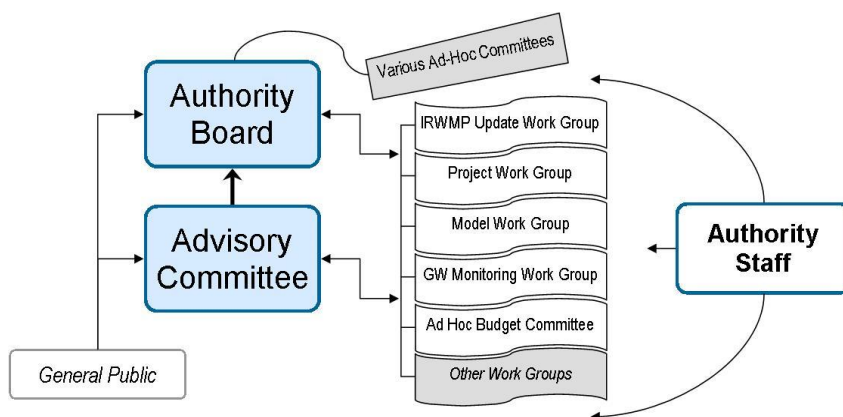 Various Ad-Hoc Committees
Authority
Board
IRWMP Update Work Group
Project Work Group
Model Work Group
Advisory
Committee
GW Monitoring Work Group
Ad Hoc Budget Committee
Other Work Groups
Authority
Staff
General Public